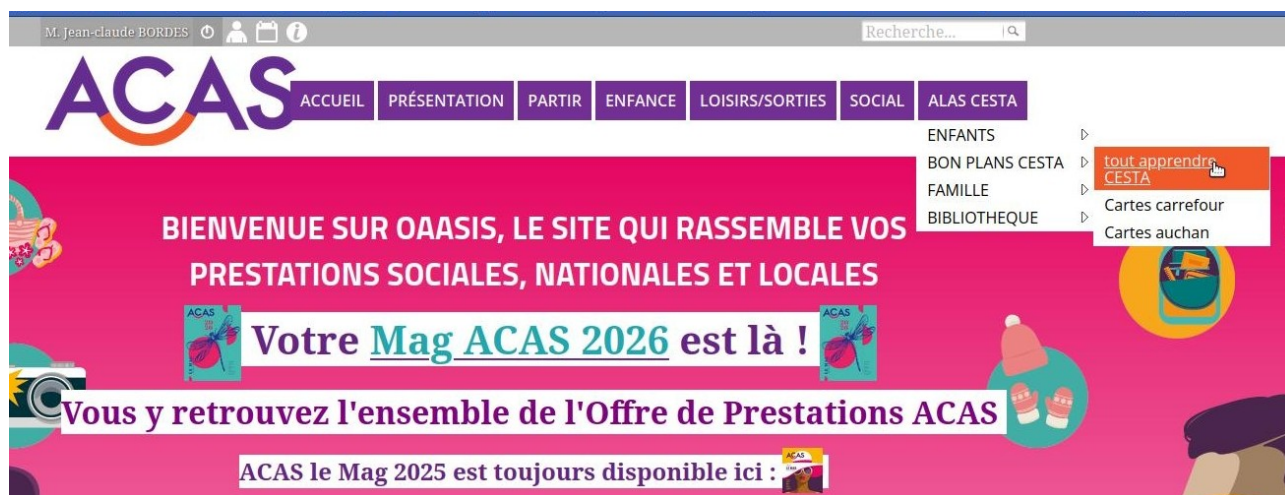 M. Jean-claude BORDES
Recherche...
ACAS
ACCUEIL PRÉSENTATION PARTIR ENFANCE LOISIRS/SORTIES SOCIAL ALAS CESTA
ENFANTS
BON PLANS CESTA
FAMILLE
BIBLIOTHEQUE
tout apprendre
CESTA
Cartes carrefour
Cartes auchan
BIENVENUE SUR OAASIS, LE SITE QUI RASSEMBLE VOS
PRESTATIONS SOCIALES, NATIONALES ET LOCALES
ACAS
Votre Mag ACAS 2026 est là !
ACAS
Vous y retrouvez l'ensemble de l'Offre de Prestations ACAS
ACAS le Mag 2025 est toujours disponible ici :
ACAS